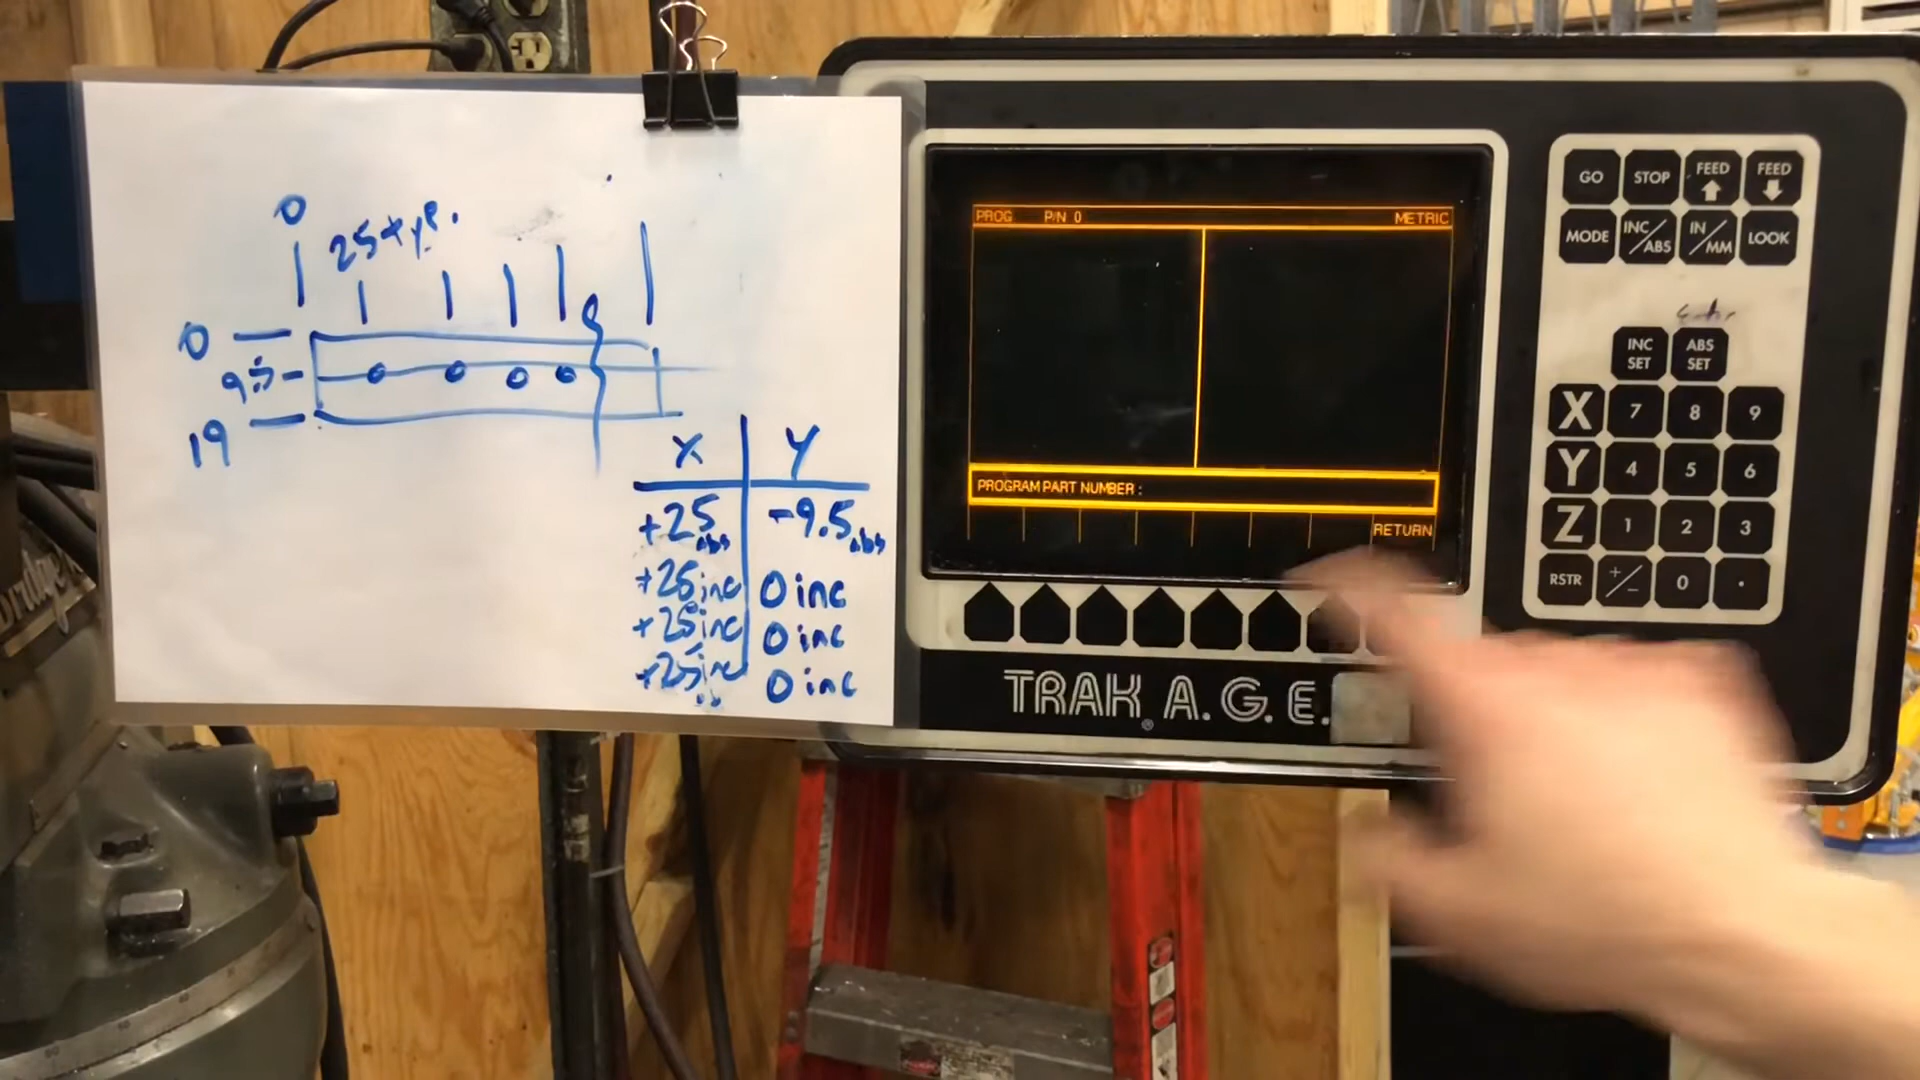 0
25 typ.
0
9.5
19
X Y
+25 abs -9.5 abs
+25 inc 0 inc
+25 inc 0 inc
+25 inc 0 inc
PROG P/N 0 METRIC
PROGRAM PART NUMBER :
RETURN
TRAK A.G.E.
GO STOP FEED FEED
MODE INC/ABS IN/MM LOOK
INC SET ABS SET
X 7 8 9
Y 4 5 6
Z 1 2 3
RSTR +/- 0 .